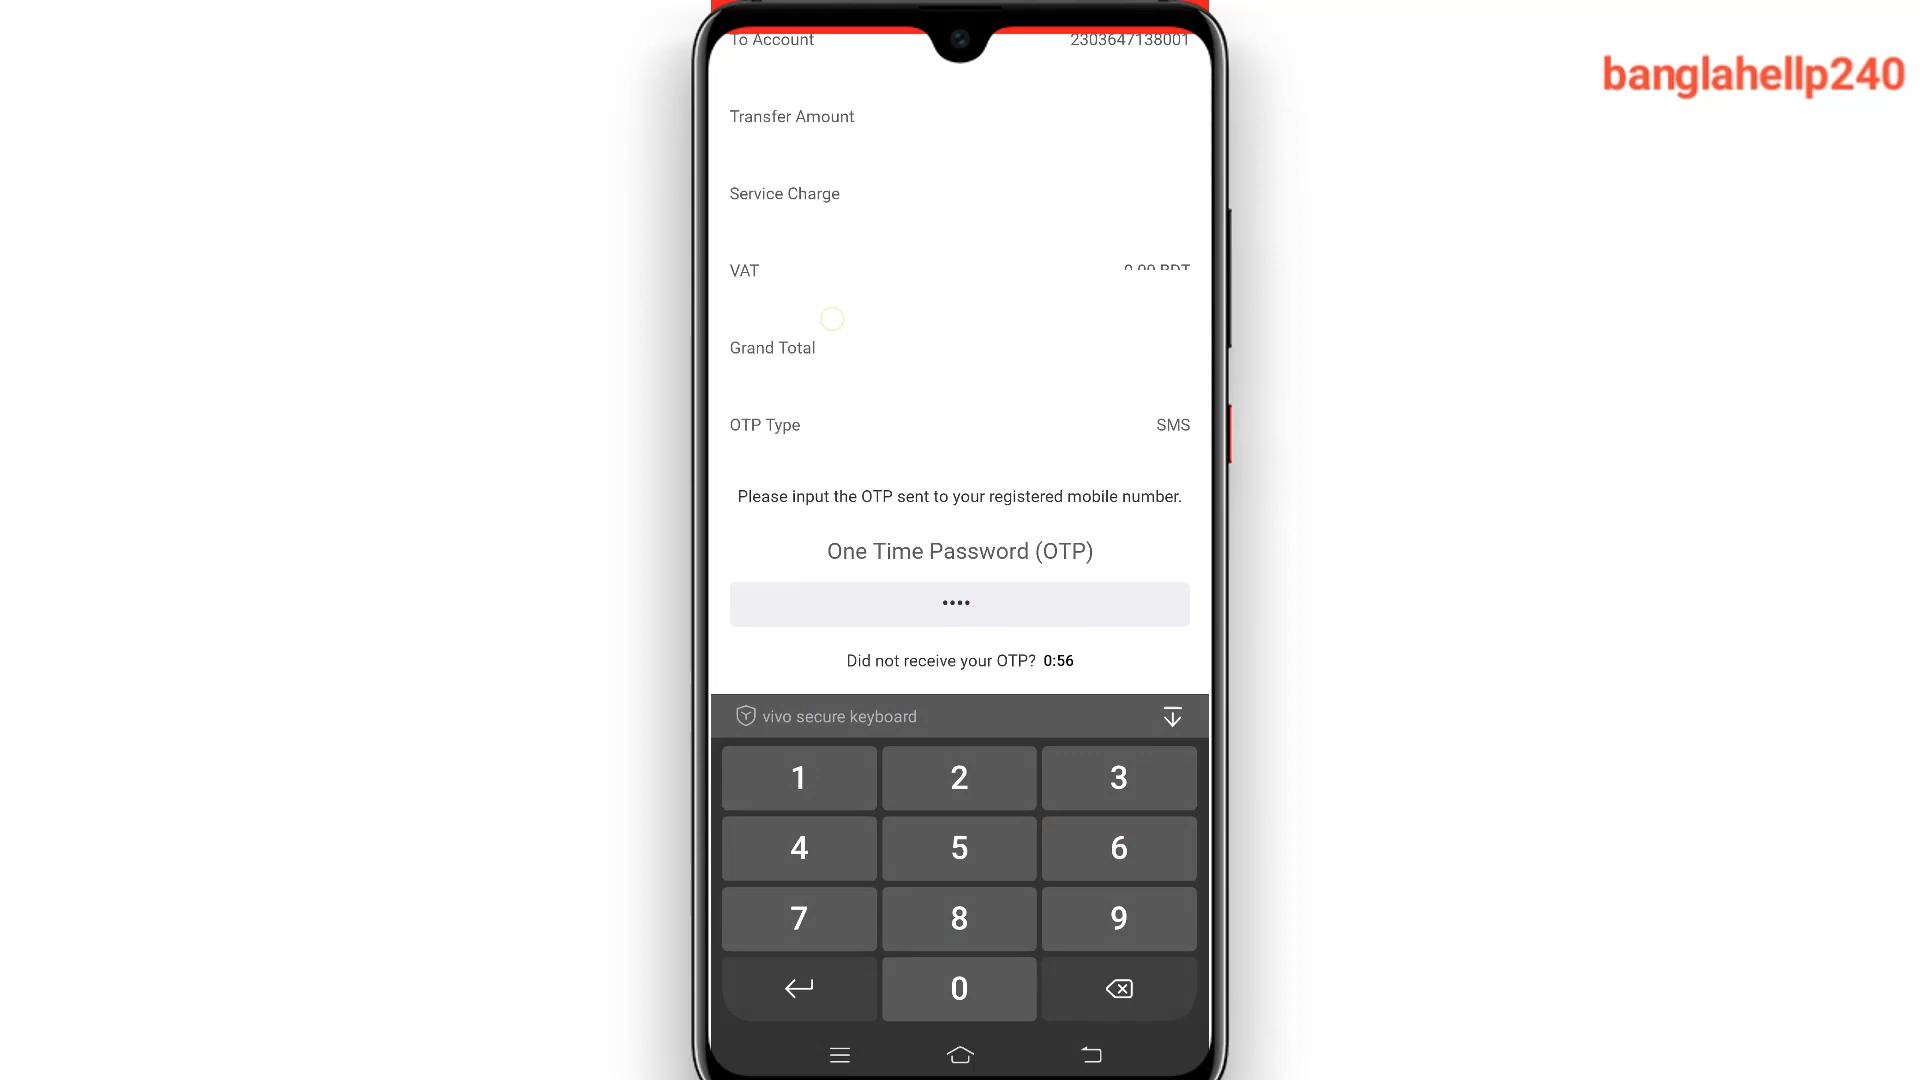 banglahellp240
To Account 2303647138001
Transfer Amount
Service Charge
VAT 0.00 BDT
Grand Total
OTP Type SMS
Please input the OTP sent to your registered mobile number.
One Time Password (OTP)
••••
Did not receive your OTP? 0:56
vivo secure keyboard
1 2 3
4 5 6
7 8 9
0